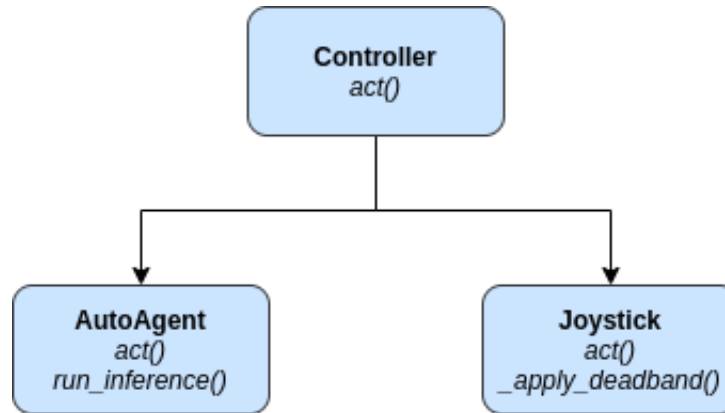 Controller
act()
AutoAgent
act()
run_inference()
Joystick
act()
_apply_deadband()